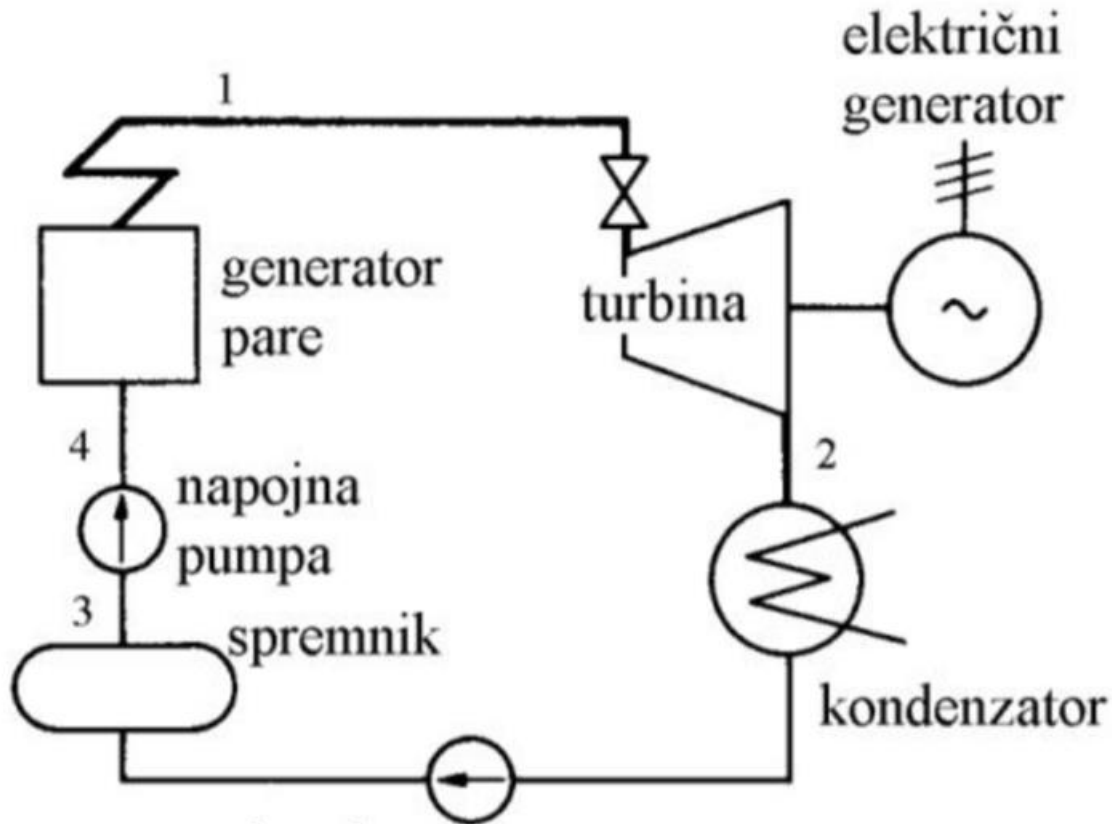 električni
generator
1
generator
pare
turbina
~
4
2
napojna
pumpa
3
spremnik
kondenzator